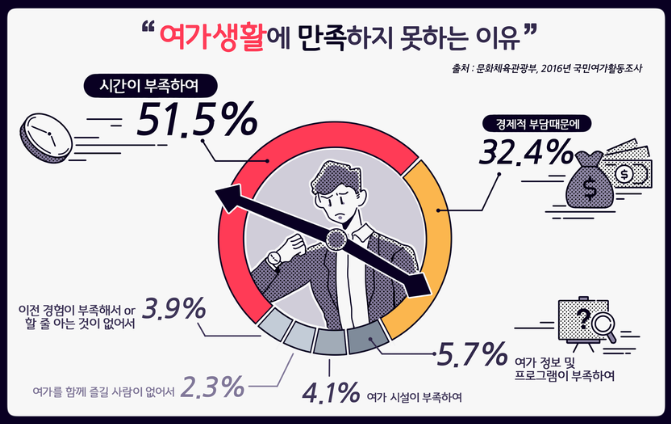 “여가생활에 만족하지 못하는 이유”
출처 : 문화체육관광부, 2016년 국민여가활동조사
시간이 부족하여
51.5%
경제적 부담때문에
32.4%
$
$
이전 경험이 부족해서 or
할 줄 아는 것이 없어서
3.9%
?
5.7%
여가 정보 및
프로그램이 부족하여
여가를 함께 즐길 사람이 없어서
2.3%
4.1%
여가 시설이 부족하여